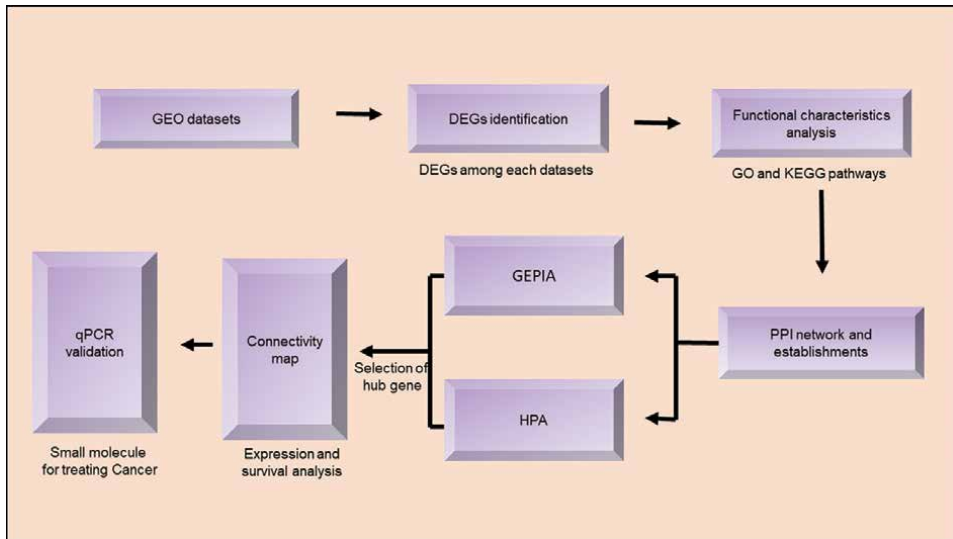 GEO datasets
DEGs identification
DEGs among each datasets
Functional characteristics
analysis
GO and KEGG pathways
PPI network and
establishments
GEPIA
HPA
Selection of
hub gene
Connectivity
map
Expression and
survival analysis
qPCR
validation
Small molecule
for treating Cancer